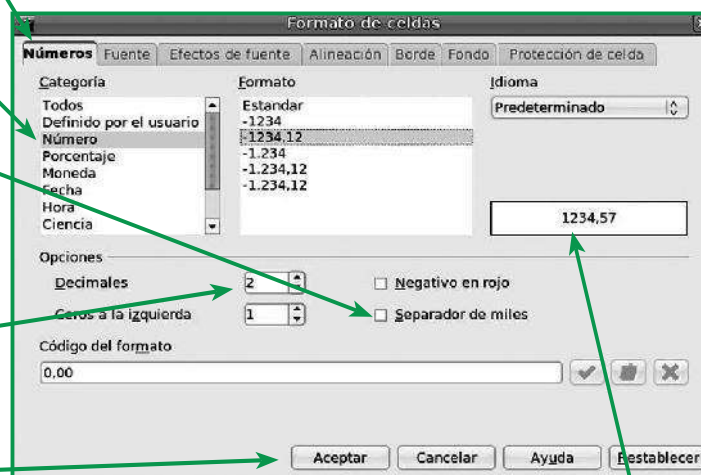 Formato de celdas
Números Fuente Efectos de fuente Alineación Borde Fondo Protección de celda
Categoría Formato Idioma
Todos Estandar Predeterminado
Definido por el usuario -1234
Número -1234,12
Porcentaje -1.234
Moneda -1.234,12
Fecha -1.234,12
Hora
Ciencia 1234,57
Opciones
Decimales 2 Negativo en rojo
Ceros a la izquierda 1 Separador de miles
Código del formato
0,00
Aceptar Cancelar Ayuda Restablecer